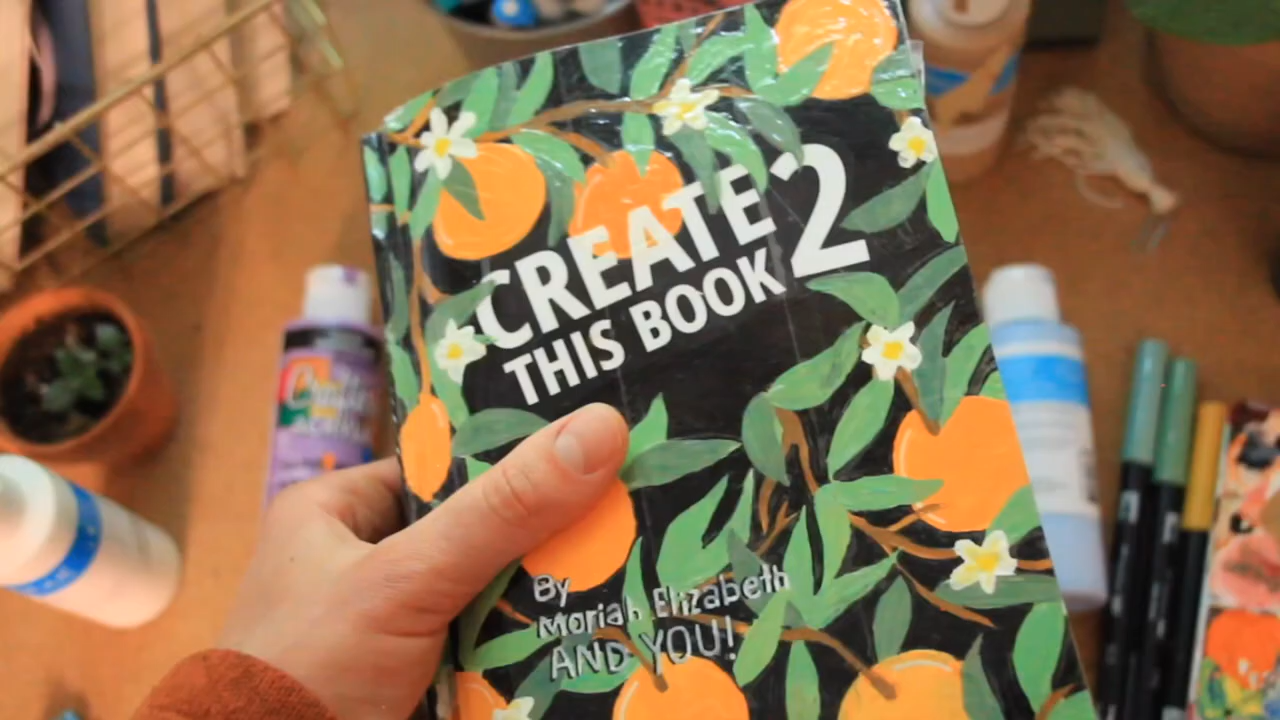 CREATE
THIS BOOK 2
By
Moriah Elizabeth
AND YOU!